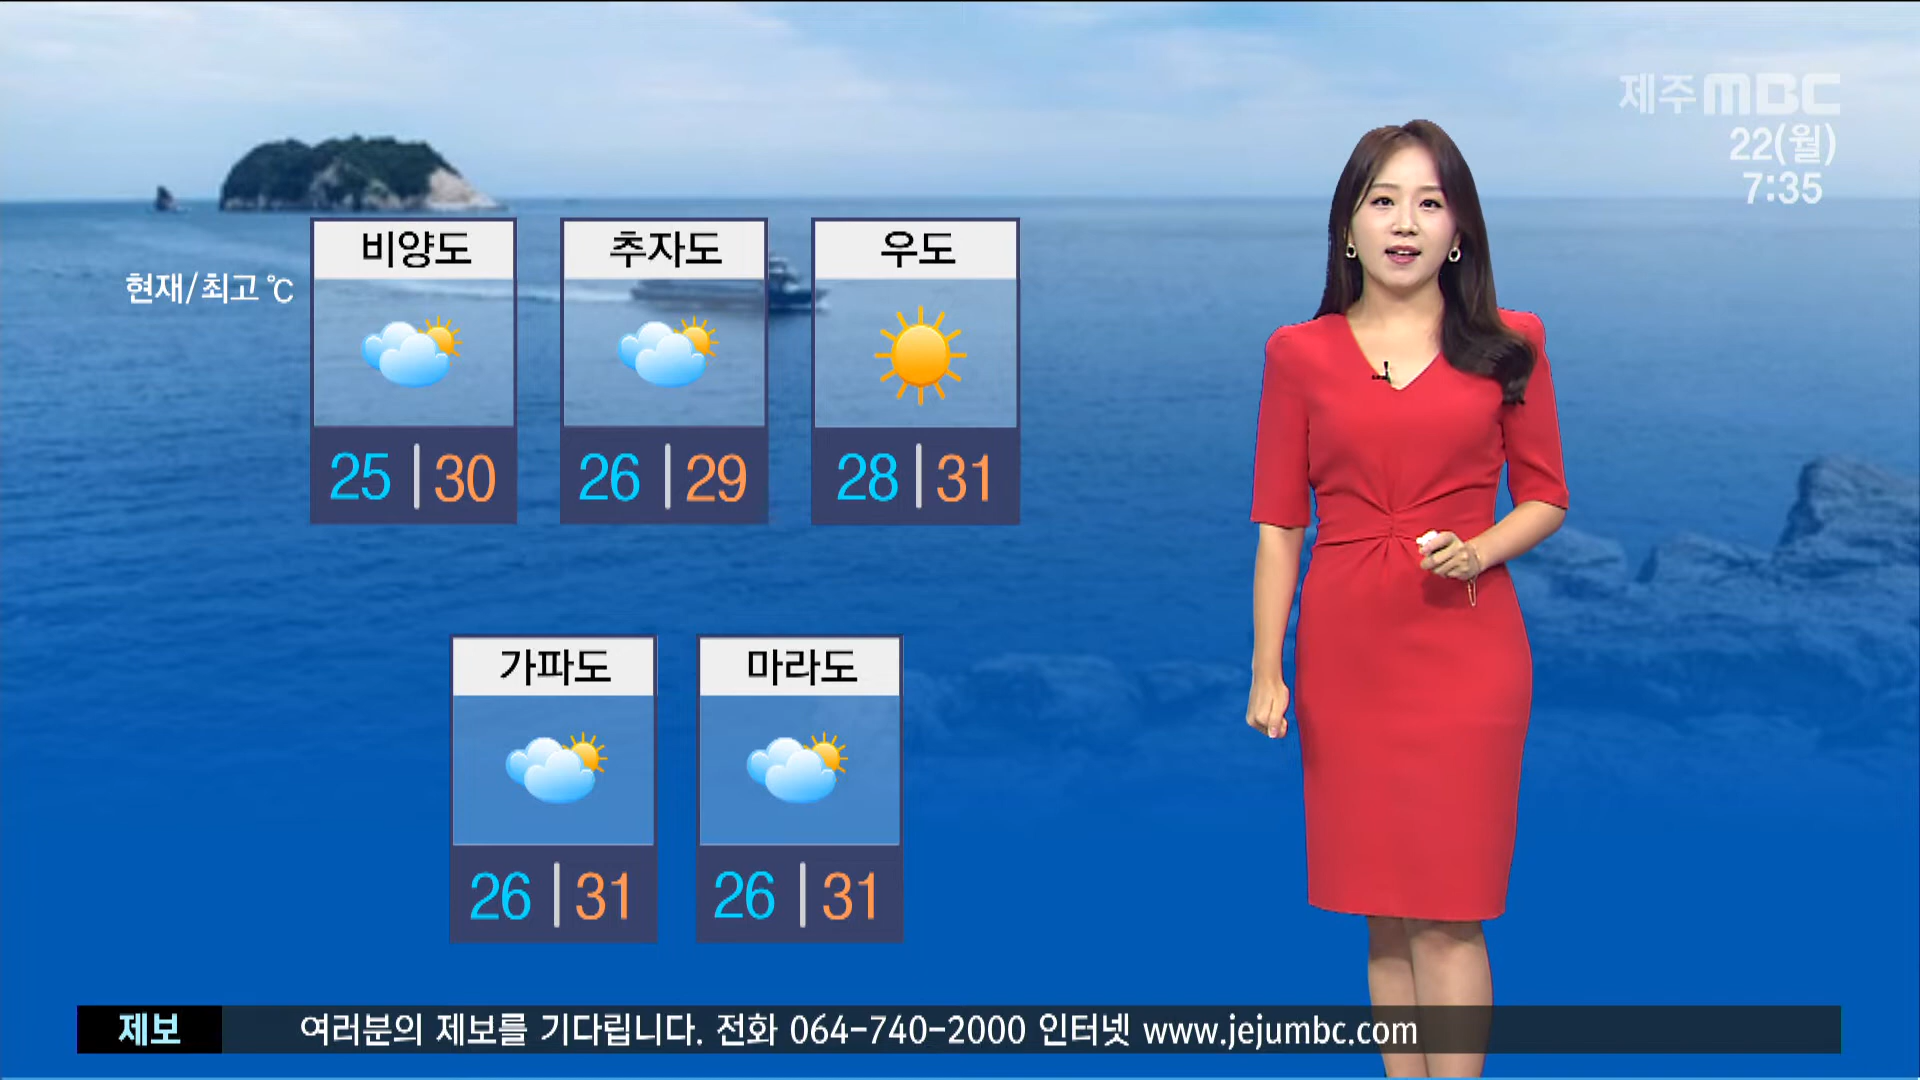 제주MBC
22(월)
7:35
현재/최고 ℃
비양도
25 | 30
추자도
26 | 29
우도
28 | 31
가파도
26 | 31
마라도
26 | 31
제보
여러분의 제보를 기다립니다. 전화 064-740-2000 인터넷 www.jejumbc.com